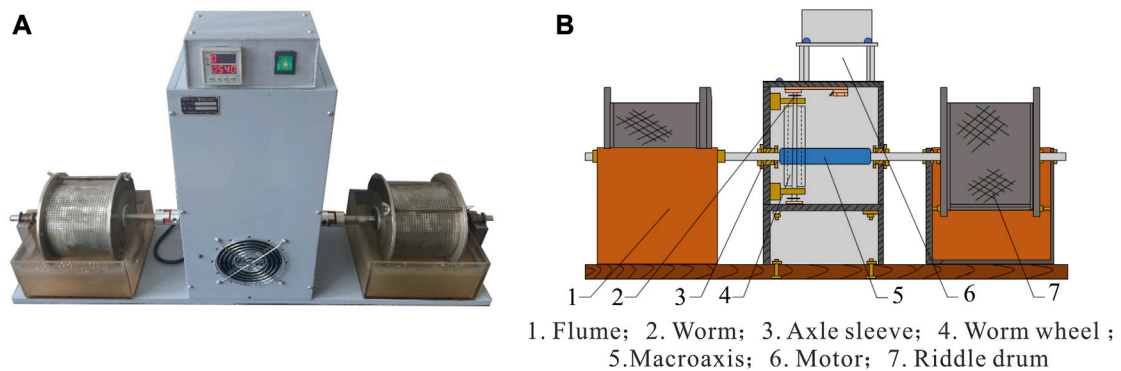 A
B
0540
1 2 3 4 5 6 7
1. Flume; 2. Worm; 3. Axle sleeve; 4. Worm wheel ;
5.Macroaxis; 6. Motor; 7. Riddle drum